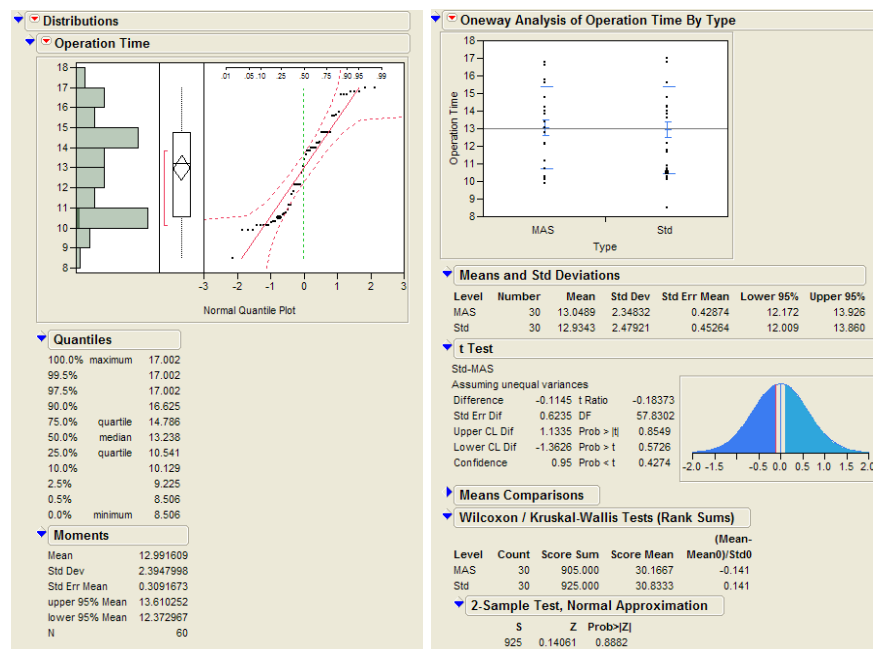 Distributions
Operation Time
18
17
16
15
14
13
12
11
10
9
8
.01 .05 .10 .25 .50 .75 .90 .95 .99
-3 -2 -1 0 1 2 3
Normal Quantile Plot
Quantiles
100.0% maximum 17.002
99.5% 17.002
97.5% 17.002
90.0% 16.625
75.0% quartile 14.786
50.0% median 13.238
25.0% quartile 10.541
10.0% 10.129
2.5% 9.225
0.5% 8.506
0.0% minimum 8.506
Moments
Mean 12.991609
Std Dev 2.3947998
Std Err Mean 0.3091673
upper 95% Mean 13.610252
lower 95% Mean 12.372967
N 60
Oneway Analysis of Operation Time By Type
Operation Time
18
17
16
15
14
13
12
11
10
9
8
MAS Std
Type
Means and Std Deviations
Level Number Mean Std Dev Std Err Mean Lower 95% Upper 95%
MAS 30 13.0489 2.34832 0.42874 12.172 13.926
Std 30 12.9343 2.47921 0.45264 12.009 13.860
t Test
Std-MAS
Assuming unequal variances
Difference -0.1145 t Ratio -0.18373
Std Err Dif 0.6235 DF 57.8302
Upper CL Dif 1.1335 Prob > |t| 0.8549
Lower CL Dif -1.3626 Prob > t 0.5726
Confidence 0.95 Prob < t 0.4274
-2.0 -1.5 -0.5 0.0 0.5 1.0 1.5 2.0
Means Comparisons
Wilcoxon / Kruskal-Wallis Tests (Rank Sums)
(Mean-
Level Count Score Sum Score Mean Mean0)/Std0
MAS 30 905.000 30.1667 -0.141
Std 30 925.000 30.8333 0.141
2-Sample Test, Normal Approximation
S Z Prob>|Z|
925 0.14061 0.8882